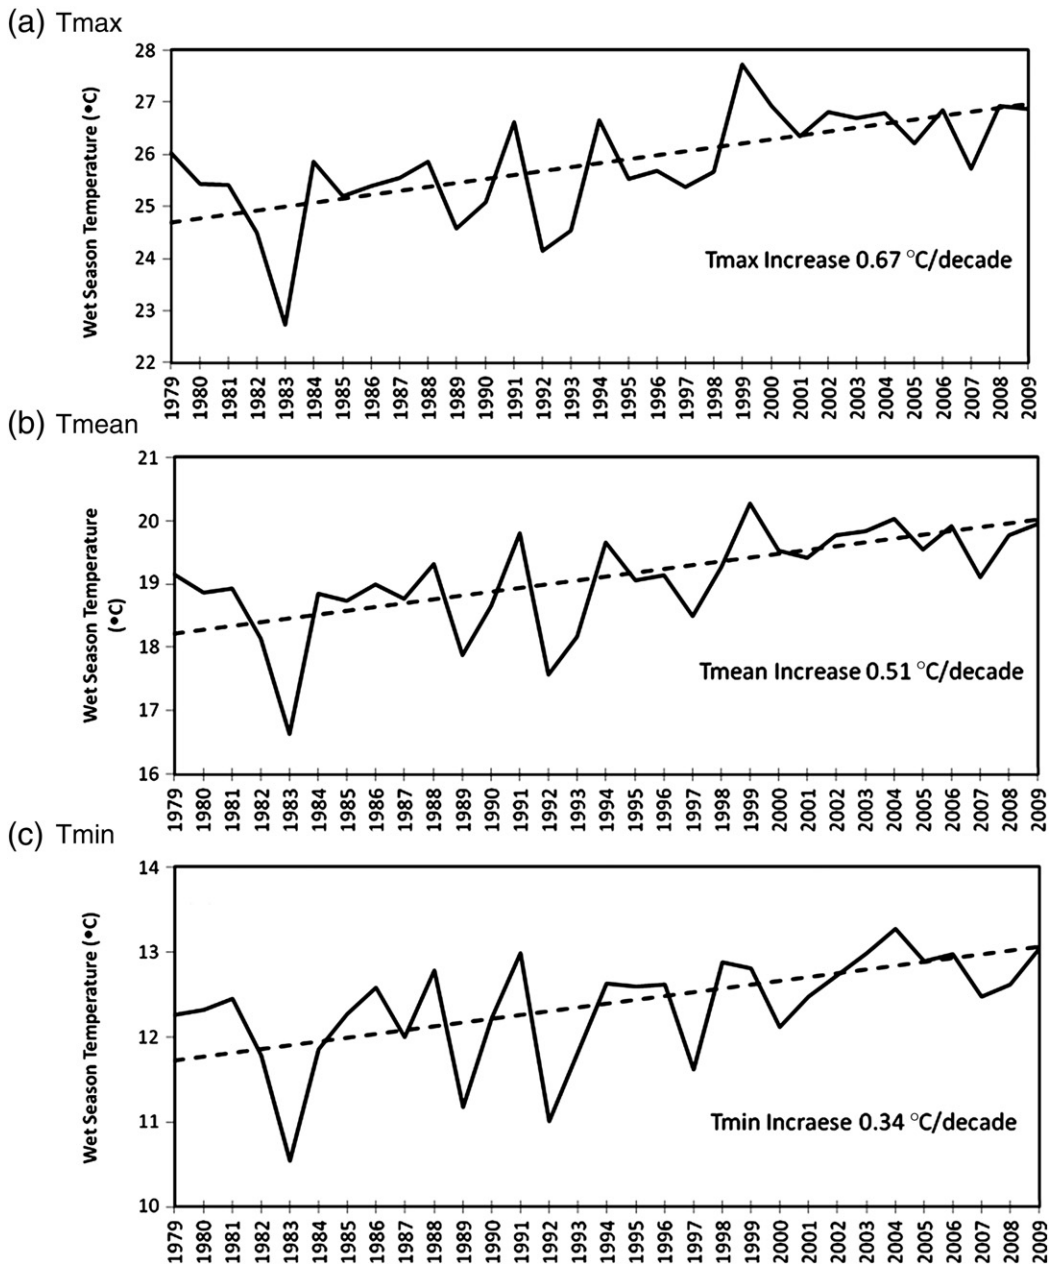 (a) Tmax
Wet Season Temperature (•C)
28
27
26
25
24
23
22
Tmax Increase 0.67 °C/decade
1979 1980 1981 1982 1983 1984 1985 1986 1987 1988 1989 1990 1991 1992 1993 1994 1995 1996 1997 1998 1999 2000 2001 2002 2003 2004 2005 2006 2007 2008 2009
(b) Tmean
Wet Season Temperature
(•C)
21
20
19
18
17
16
Tmean Increase 0.51 °C/decade
1979 1980 1981 1982 1983 1984 1985 1986 1987 1988 1989 1990 1991 1992 1993 1994 1995 1996 1997 1998 1999 2000 2001 2002 2003 2004 2005 2006 2007 2008 2009
(c) Tmin
Wet Season Temperature (•C)
14
13
12
11
10
Tmin Incraese 0.34 °C/decade
1979 1980 1981 1982 1983 1984 1985 1986 1987 1988 1989 1990 1991 1992 1993 1994 1995 1996 1997 1998 1999 2000 2001 2002 2003 2004 2005 2006 2007 2008 2009